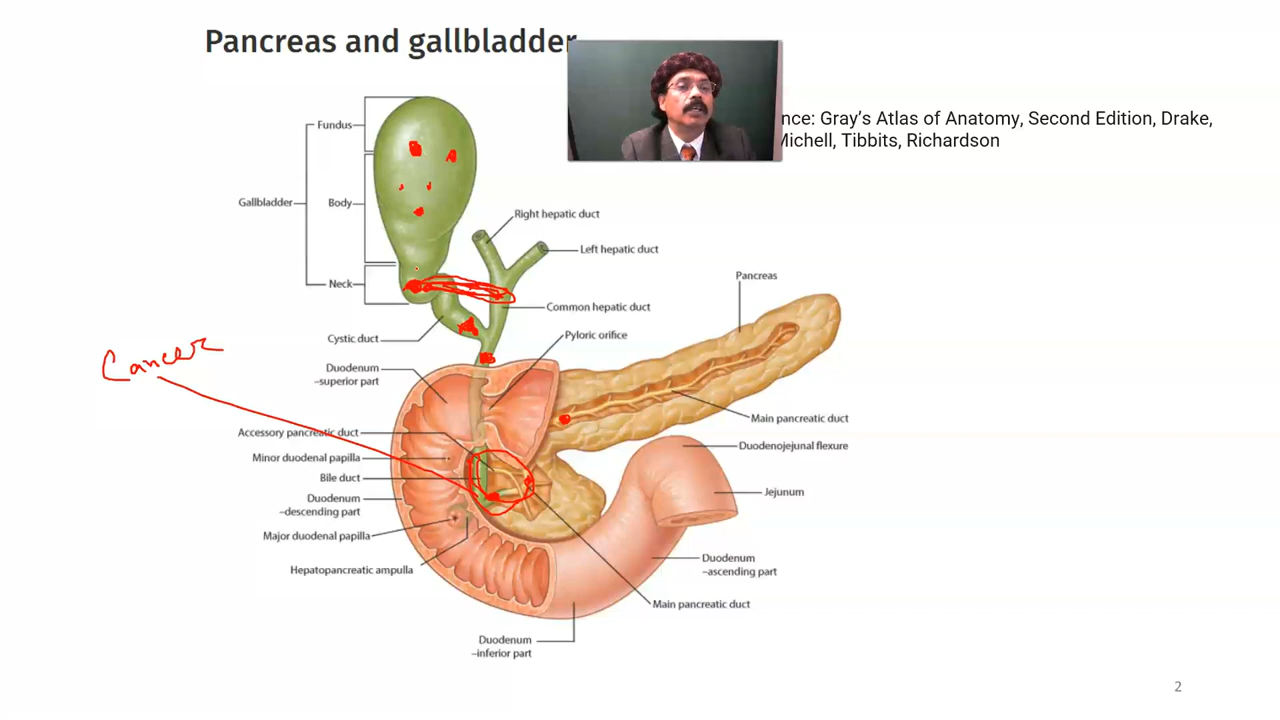 Pancreas and gallbladder
nce: Gray's Atlas of Anatomy, Second Edition, Drake,
Michell, Tibbits, Richardson
Fundus
Gallbladder
Body
Neck
Right hepatic duct
Left hepatic duct
Common hepatic duct
Pancreas
Cystic duct
Pyloric orifice
Cancer
Duodenum
–superior part
Accessory pancreatic duct
Main pancreatic duct
Minor duodenal papilla
Duodenojejunal flexure
Bile duct
Jejunum
Duodenum
–descending part
Major duodenal papilla
Hepatopancreatic ampulla
Duodenum
–ascending part
Main pancreatic duct
Duodenum
–inferior part
2